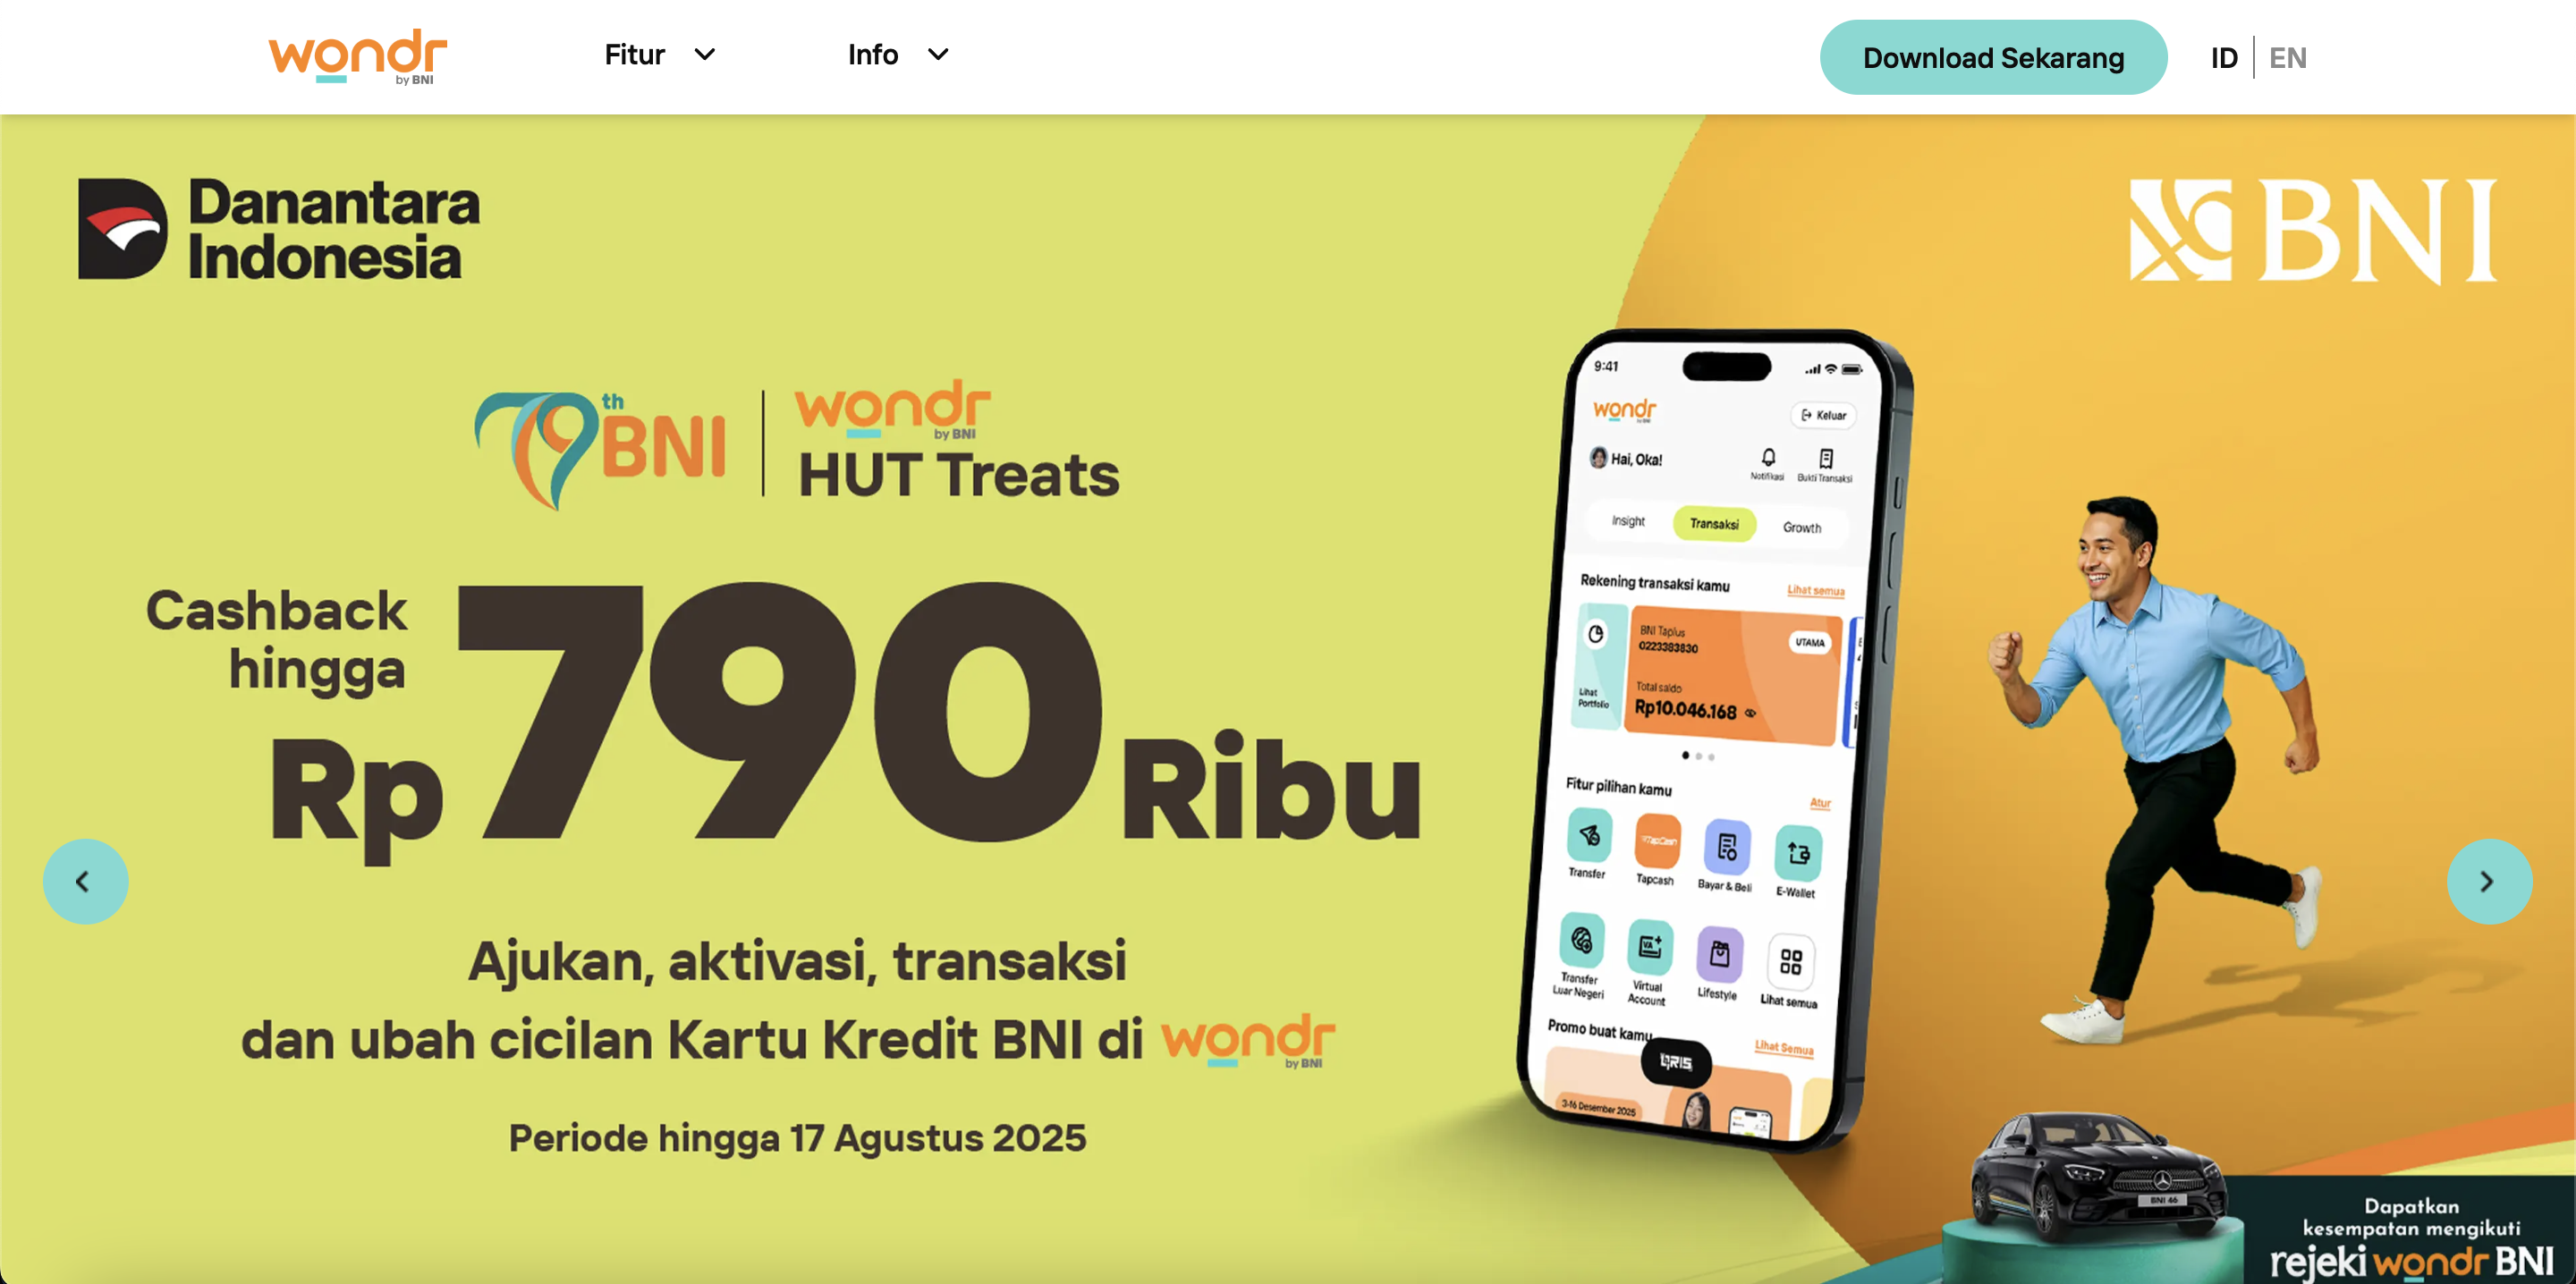 wondr
by BNI
Fitur
Info
Download Sekarang
ID
EN
Danantara
Indonesia
BNI
79th BNI
wondr
by BNI
HUT Treats
Cashback
hingga
Rp 790 Ribu
Ajukan, aktivasi, transaksi
dan ubah cicilan Kartu Kredit BNI di wondr
by BNI
Periode hingga 17 Agustus 2025
9:41
wondr
by BNI
Keluar
Hai, Oka!
Notifikasi
Bukti Transaksi
Insight
Transaksi
Growth
Rekening transaksi kamu
Lihat semua
Lihat
Portfolio
BNI Taplus
0223383830
UTAMA
Total saldo
Rp10.046.168
Fitur pilihan kamu
Atur
TapCash
Transfer
Tapcash
Bayar & Beli
E-Wallet
VA
Transfer
Luar Negeri
Virtual
Account
Lifestyle
Lihat semua
Promo buat kamu
Lihat Semua
QRIS
3-16 Desember 2025
BNI 46
Dapatkan
kesempatan mengikuti
rejeki wondr BNI